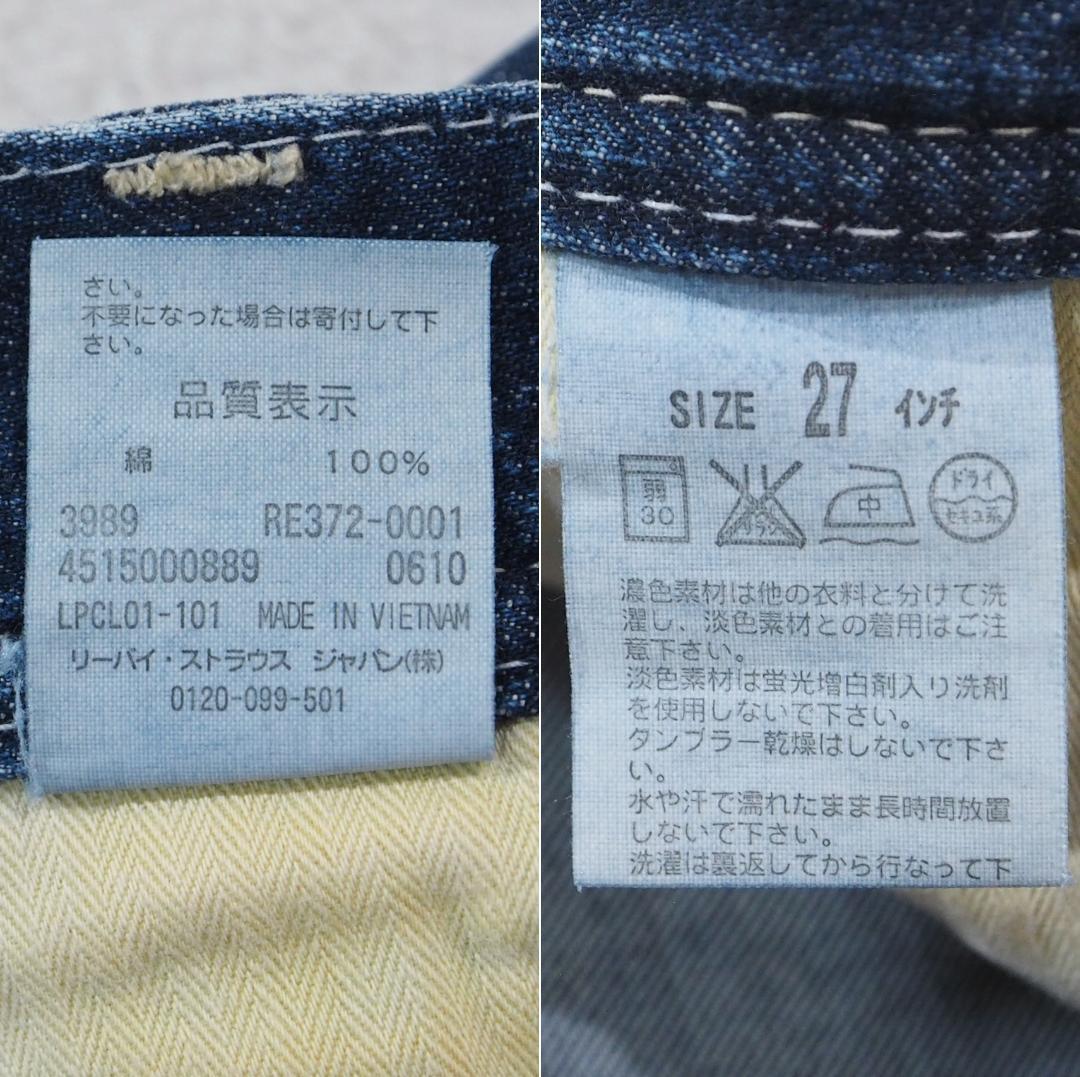 さい。
不要になった場合は寄付して下
さい。
品質表示
綿 100%
3989 RE372-0001
4515000889 0610
LPCL01-101 MADE IN VIETNAM
リーバイ・ストラウス ジャパン(株)
0120-099-501
SIZE 27 インチ
弱
30
中
ドライ
セキユ系
濃色素材は他の衣料と分けて洗
濯し、淡色素材との着用はご注
意下さい。
淡色素材は蛍光増白剤入り洗剤
を使用しないで下さい。
タンブラー乾燥はしないで下さ
い。
水や汗で濡れたまま長時間放置
しないで下さい。
洗濯は裏返してから行なって下